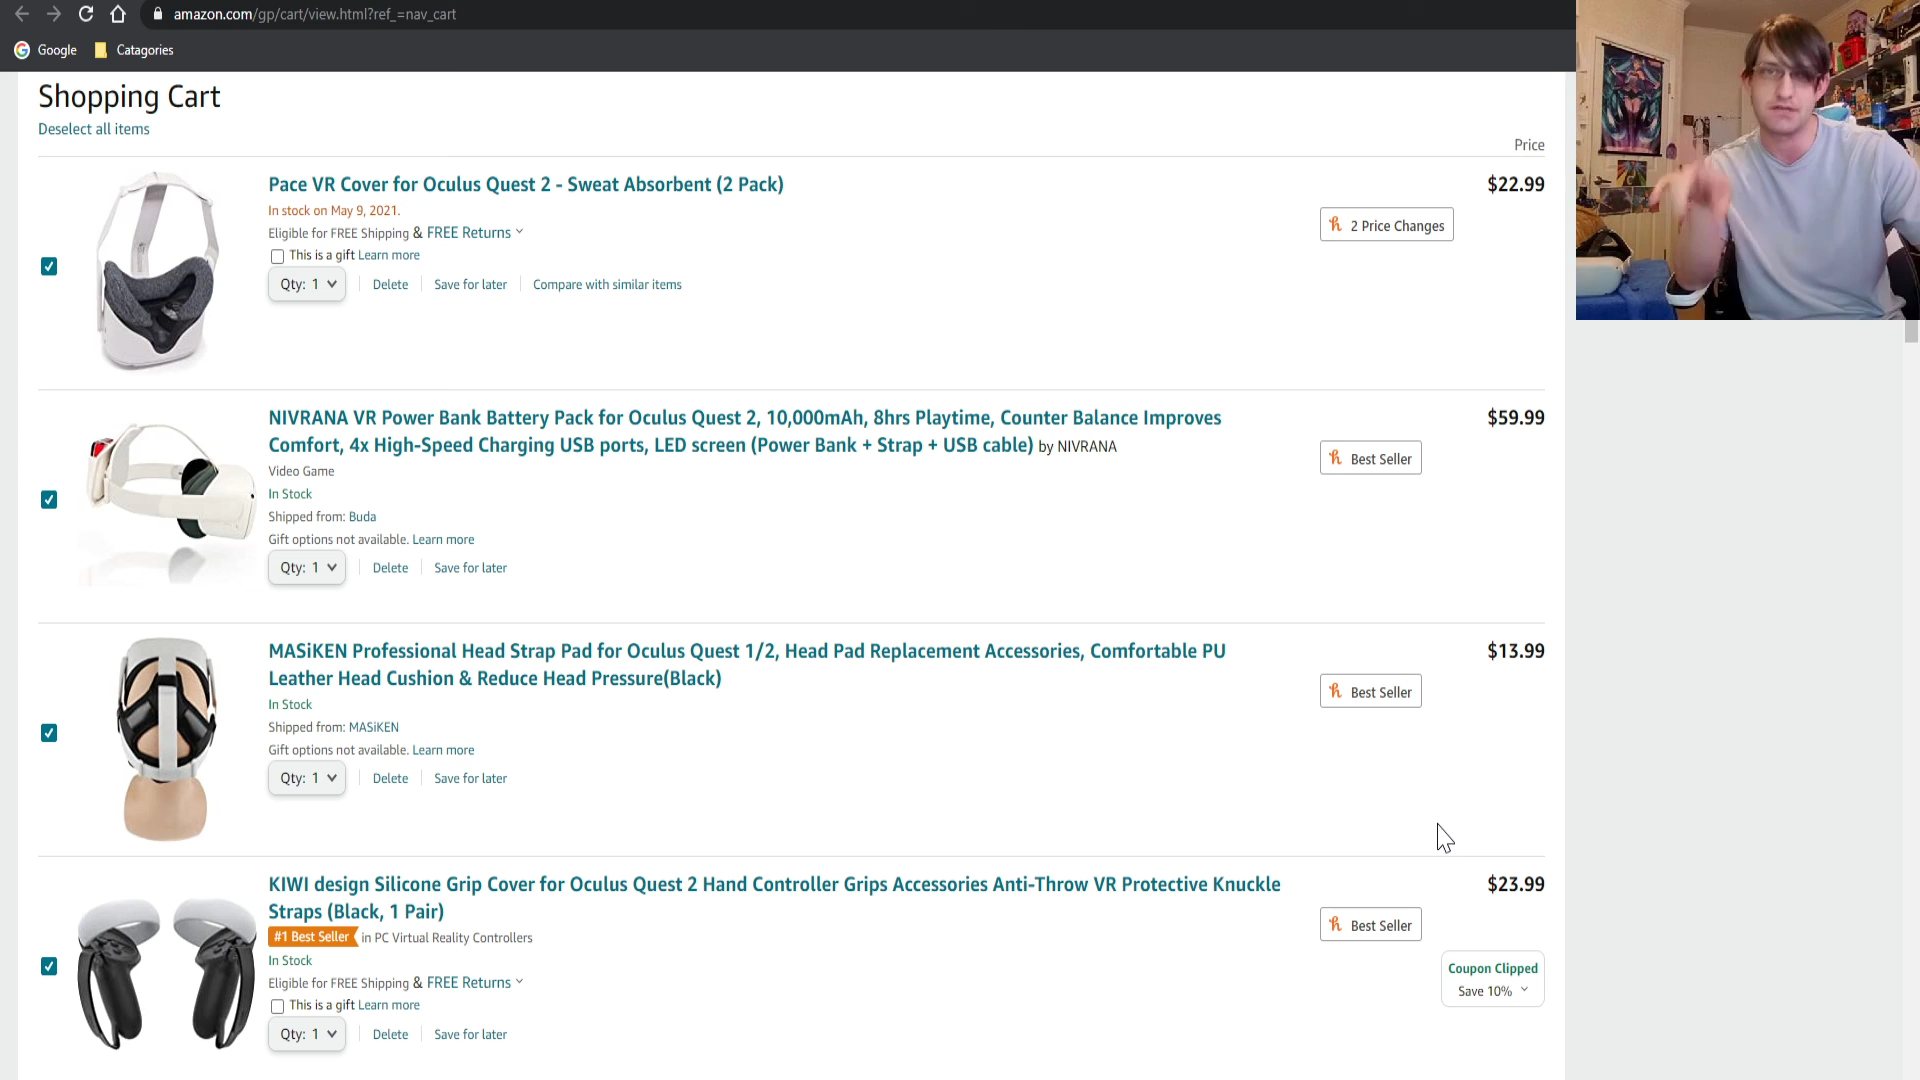 amazon.com/gp/cart/view.html?ref_=nav_cart
Google Catagories
Shopping Cart
Deselect all items
Price
Pace VR Cover for Oculus Quest 2 - Sweat Absorbent (2 Pack)
$22.99
In stock on May 9, 2021.
2 Price Changes
Eligible for FREE Shipping & FREE Returns
This is a gift Learn more
Qty: 1 Delete Save for later Compare with similar items
NIVRANA VR Power Bank Battery Pack for Oculus Quest 2, 10,000mAh, 8hrs Playtime, Counter Balance Improves
$59.99
Comfort, 4x High-Speed Charging USB ports, LED screen (Power Bank + Strap + USB cable) by NIVRANA
Best Seller
Video Game
In Stock
Shipped from: Buda
Gift options not available. Learn more
Qty: 1 Delete Save for later
MASiKEN Professional Head Strap Pad for Oculus Quest 1/2, Head Pad Replacement Accessories, Comfortable PU
$13.99
Leather Head Cushion & Reduce Head Pressure(Black)
Best Seller
In Stock
Shipped from: MASiKEN
Gift options not available. Learn more
Qty: 1 Delete Save for later
KIWI design Silicone Grip Cover for Oculus Quest 2 Hand Controller Grips Accessories Anti-Throw VR Protective Knuckle
$23.99
Straps (Black, 1 Pair)
Best Seller
#1 Best Seller in PC Virtual Reality Controllers
In Stock
Coupon Clipped
Save 10%
Eligible for FREE Shipping & FREE Returns
This is a gift Learn more
Qty: 1 Delete Save for later